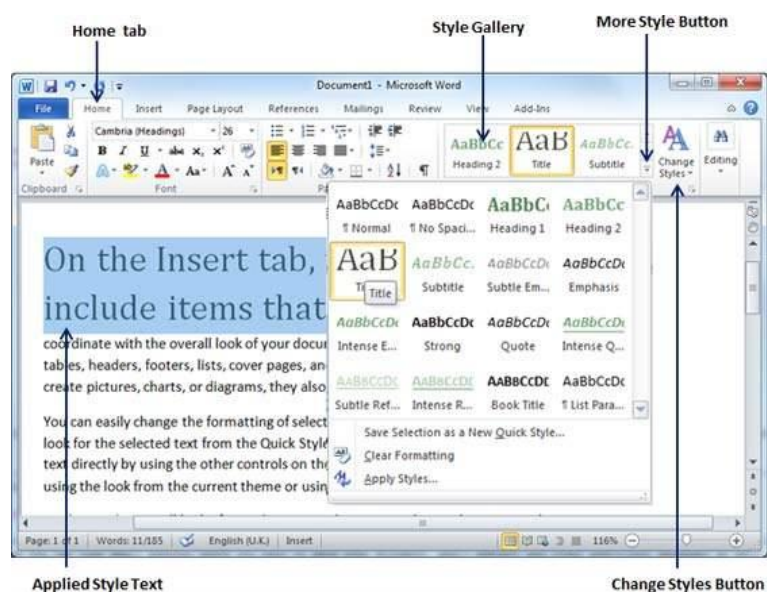 Home tab
Style Gallery
More Style Button
Document1 - Microsoft Word
File Home Insert Page Layout References Mailings Review View Add-Ins
Cambria (Headings) 26
Paste
B I U abc x, x²
Aa
AaBbCc AaB AaBbCc.
Heading 2 Title Subtitle
Change Styles
Editing
Clipboard Font
AaBbCcDc AaBbCcDc AaBbC AaBbCc
¶ Normal ¶ No Spaci... Heading 1 Heading 2
AaB AaBbCc. AaBbCcDc AaBbCcDc
Title Subtitle Subtle Em... Emphasis
AaBbCcDc AaBbCcDc AaBbCcDc AaBbCcDc
Intense E... Strong Quote Intense Q...
AaBbCcDc AaBbCcDc AaBbCcDc AaBbCcDc
Subtle Ref... Intense R... Book Title ¶ List Para...
Save Selection as a New Quick Style...
Clear Formatting
Apply Styles...
On the Insert tab,
include items that
coordinate with the overall look of your docu
tables, headers, footers, lists, cover pages, an
create pictures, charts, or diagrams, they also
You can easily change the formatting of select
look for the selected text from the Quick Style
text directly by using the other controls on the
using the look from the current theme or usin
Page: 1 of 1 Words: 11/185 English (U.K.) Insert 116%
Applied Style Text
Change Styles Button